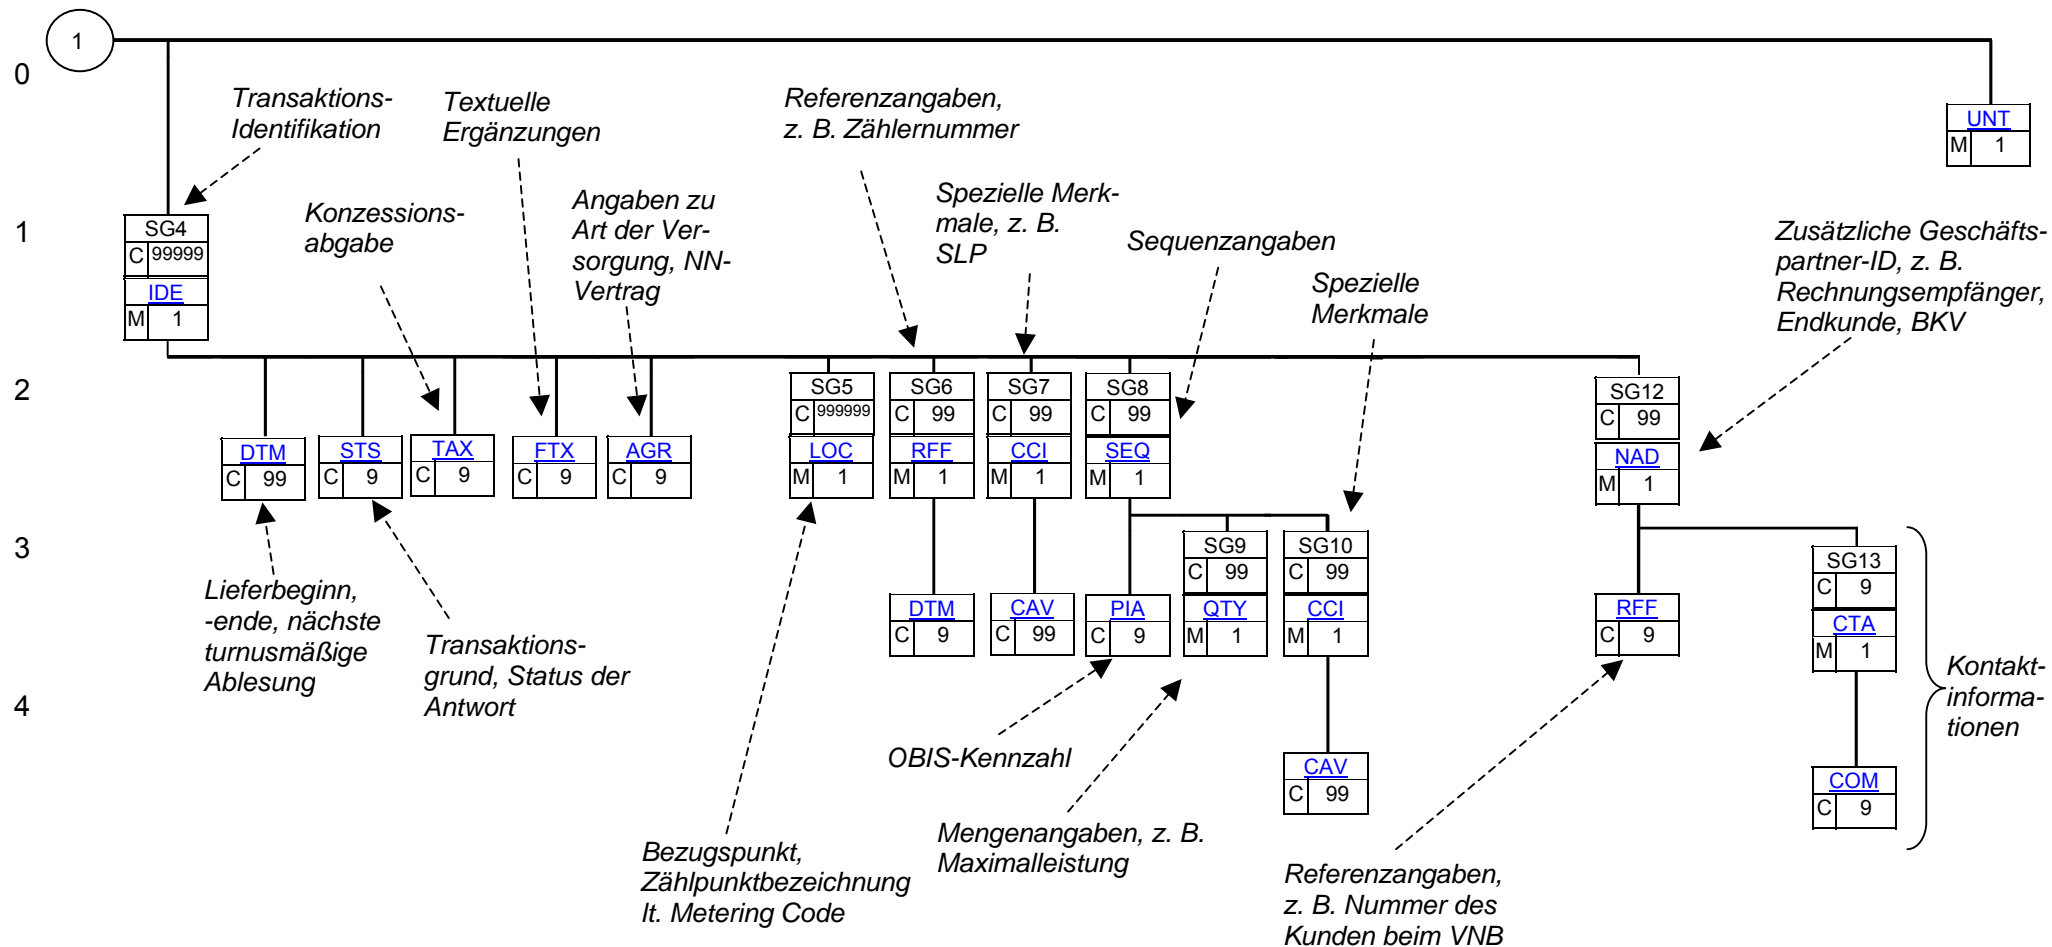 1
0
Transaktions-
Identifikation
Textuelle
Ergänzungen
Referenzangaben,
z. B. Zählernummer
UNT
M 1
1
SG4
C 99999
IDE
M 1
Konzessions-
abgabe
Angaben zu
Art der Ver-
sorgung, NN-
Vertrag
Spezielle Merk-
male, z. B.
SLP
Sequenzangaben
Spezielle
Merkmale
Zusätzliche Geschäfts-
partner-ID, z. B.
Rechnungsempfänger,
Endkunde, BKV
2
DTM
C 99
STS
C 9
TAX
C 9
FTX
C 9
AGR
C 9
SG5
C 999999
LOC
M 1
SG6
C 99
RFF
M 1
SG7
C 99
CCI
M 1
SG8
C 99
SEQ
M 1
SG12
C 99
NAD
M 1
3
Lieferbeginn,
-ende, nächste
turnusmäßige
Ablesung
Transaktions-
grund, Status der
Antwort
DTM
C 9
CAV
C 99
PIA
C 9
SG9
C 99
QTY
M 1
SG10
C 99
CCI
M 1
RFF
C 9
SG13
C 9
CTA
M 1
Kontakt-
informa-
tionen
4
OBIS-Kennzahl
CAV
C 99
COM
C 9
Bezugspunkt,
Zählpunktbezeichnung
lt. Metering Code
Mengenangaben, z. B.
Maximalleistung
Referenzangaben,
z. B. Nummer des
Kunden beim VNB